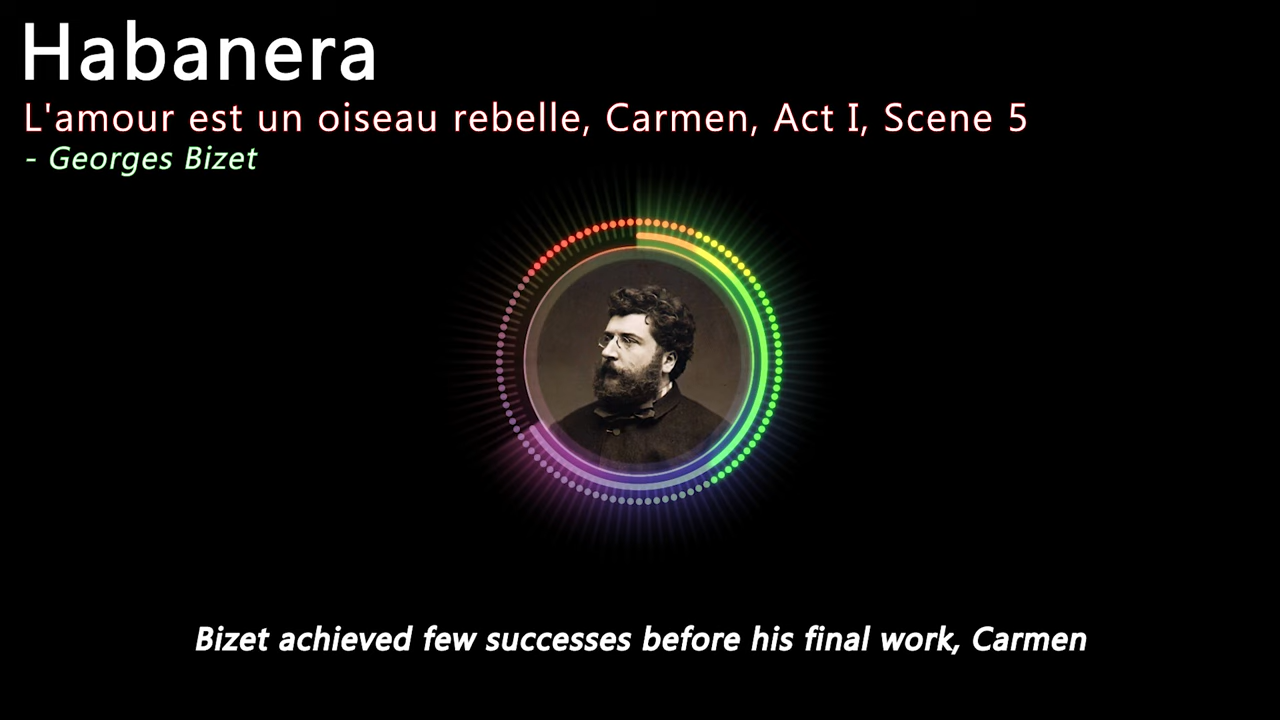 Habanera
L'amour est un oiseau rebelle, Carmen, Act I, Scene 5
- Georges Bizet
Bizet achieved few successes before his final work, Carmen